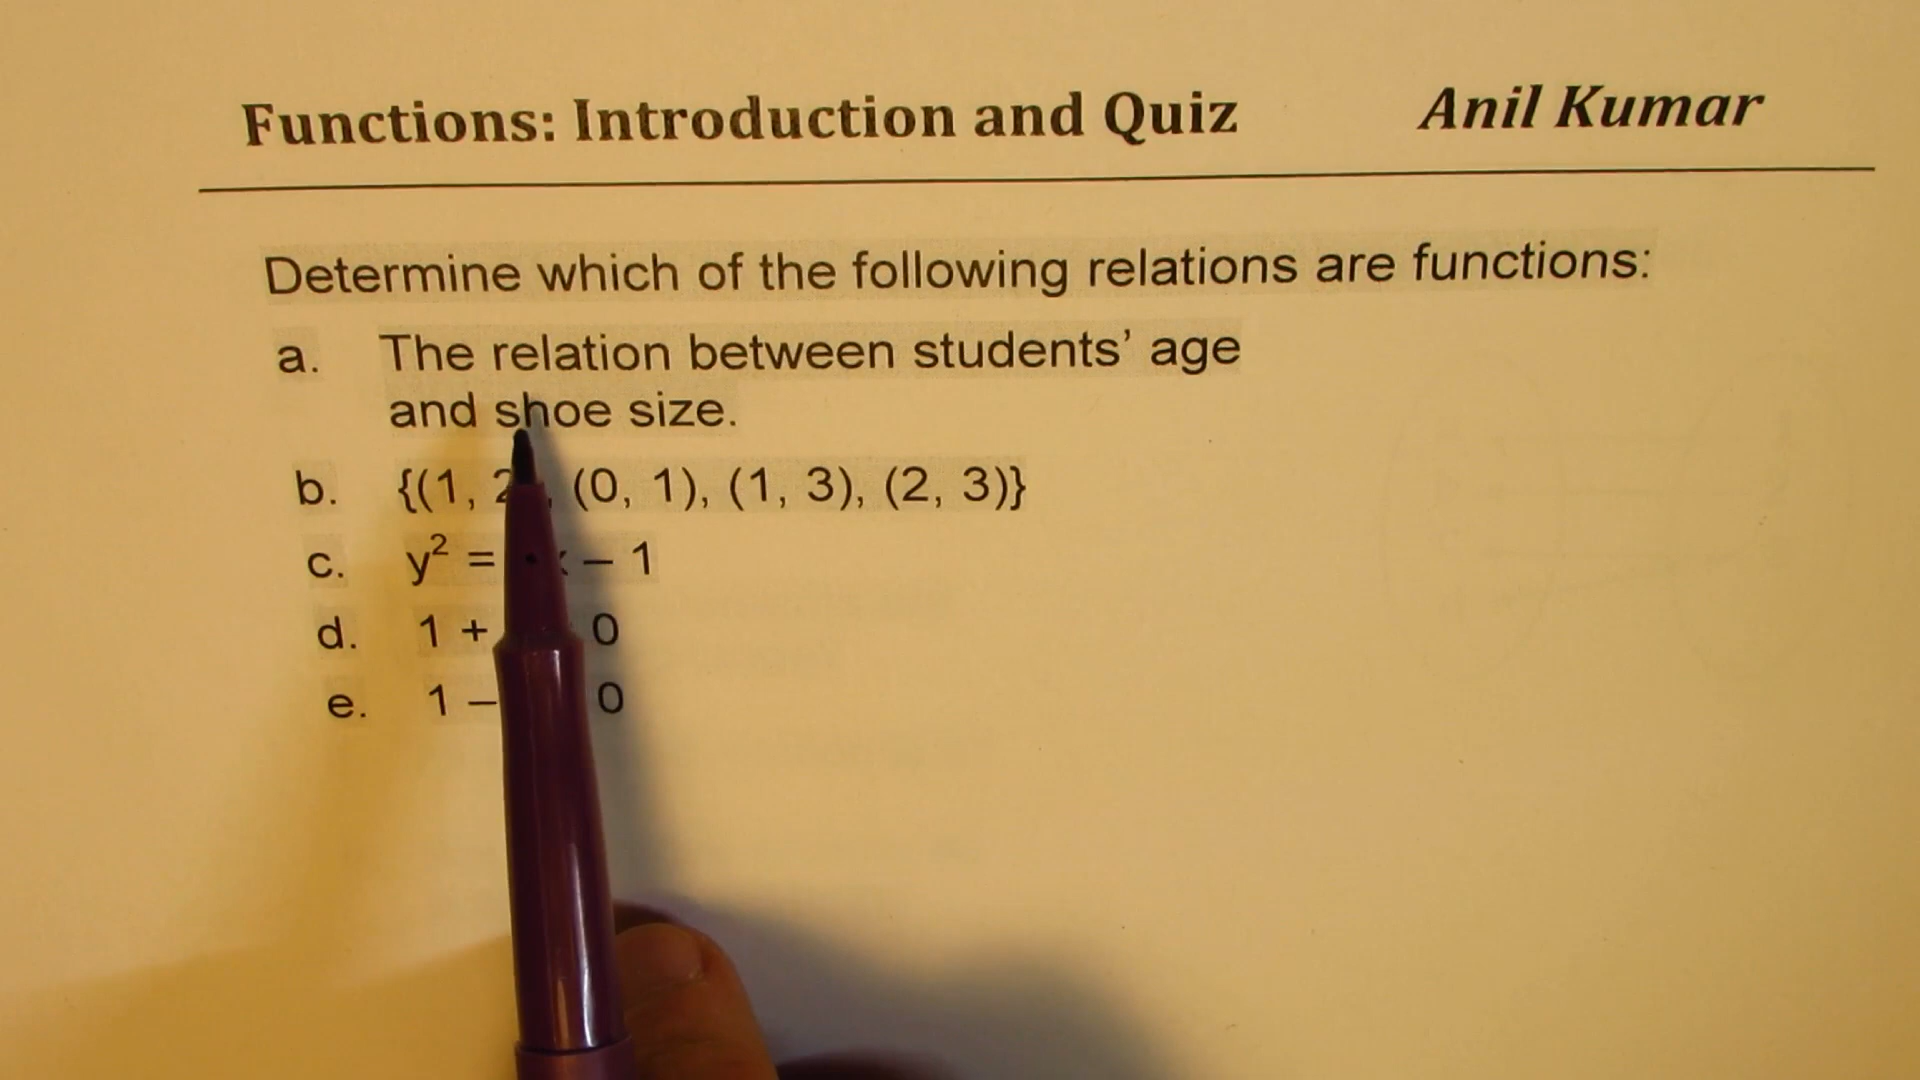 Functions: Introduction and Quiz Anil Kumar
Determine which of the following relations are functions:
a. The relation between students' age
and shoe size.
b. {(1, 2, (0, 1), (1, 3), (2, 3)}
c. y² = – 1
d. 1 + 0
e. 1 – 0